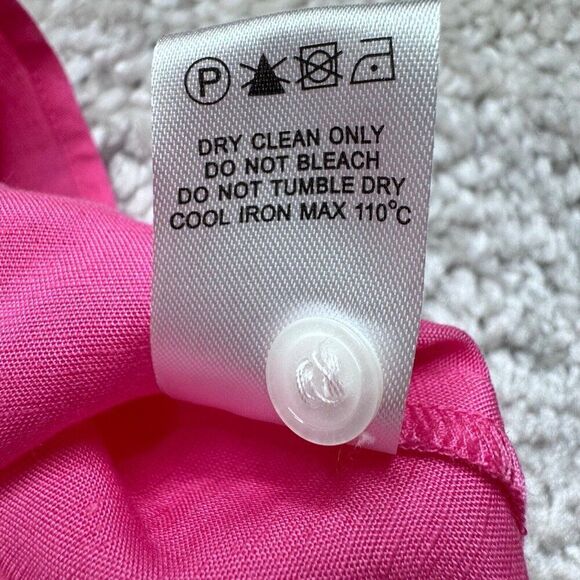 P
DRY CLEAN ONLY
DO NOT BLEACH
DO NOT TUMBLE DRY
COOL IRON MAX 110°C